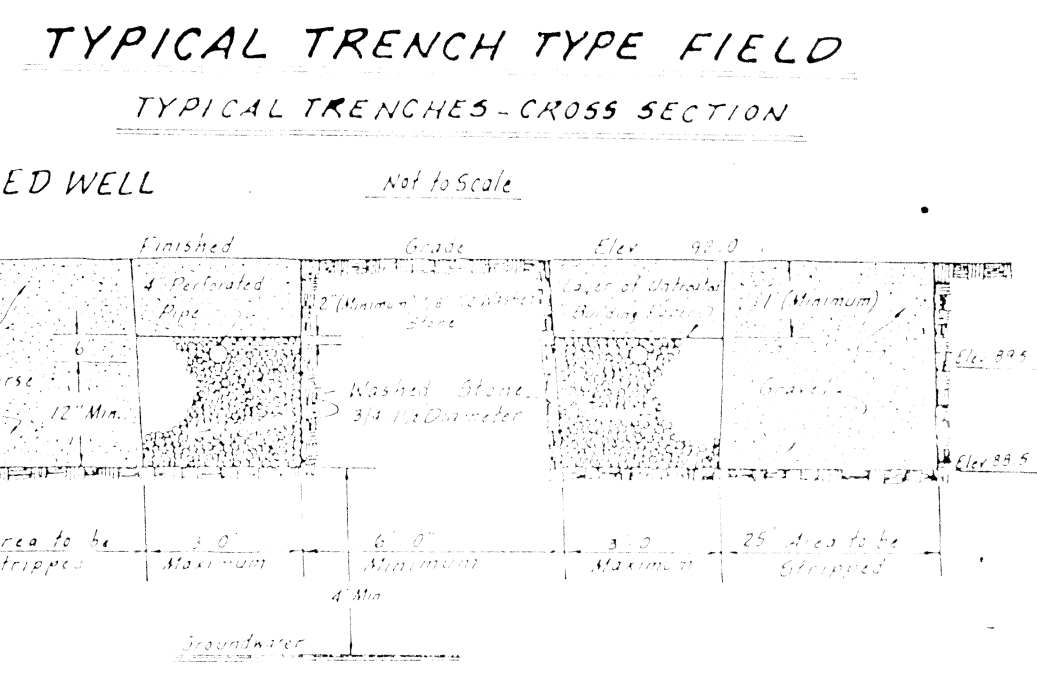 TYPICAL TRENCH TYPE FIELD
TYPICAL TRENCHES - CROSS SECTION
ED WELL
Not to Scale
Finished Grade Elev 92.0
4" Perforated
Pipe
2" (Minimum) Washed
Stone
Layer of Untreated
Building
1' (Minimum)
6"
Elev 89.5
Washed Stone
3/4 1 1/2 Diameter
Gravel
12" Min.
Elev 88.5
rea to be
tripped
3' 0"
Maximum
6' 0"
Minimum
3' 0
Maximum
25' Area to be
Stripped
4' Min
Groundwater